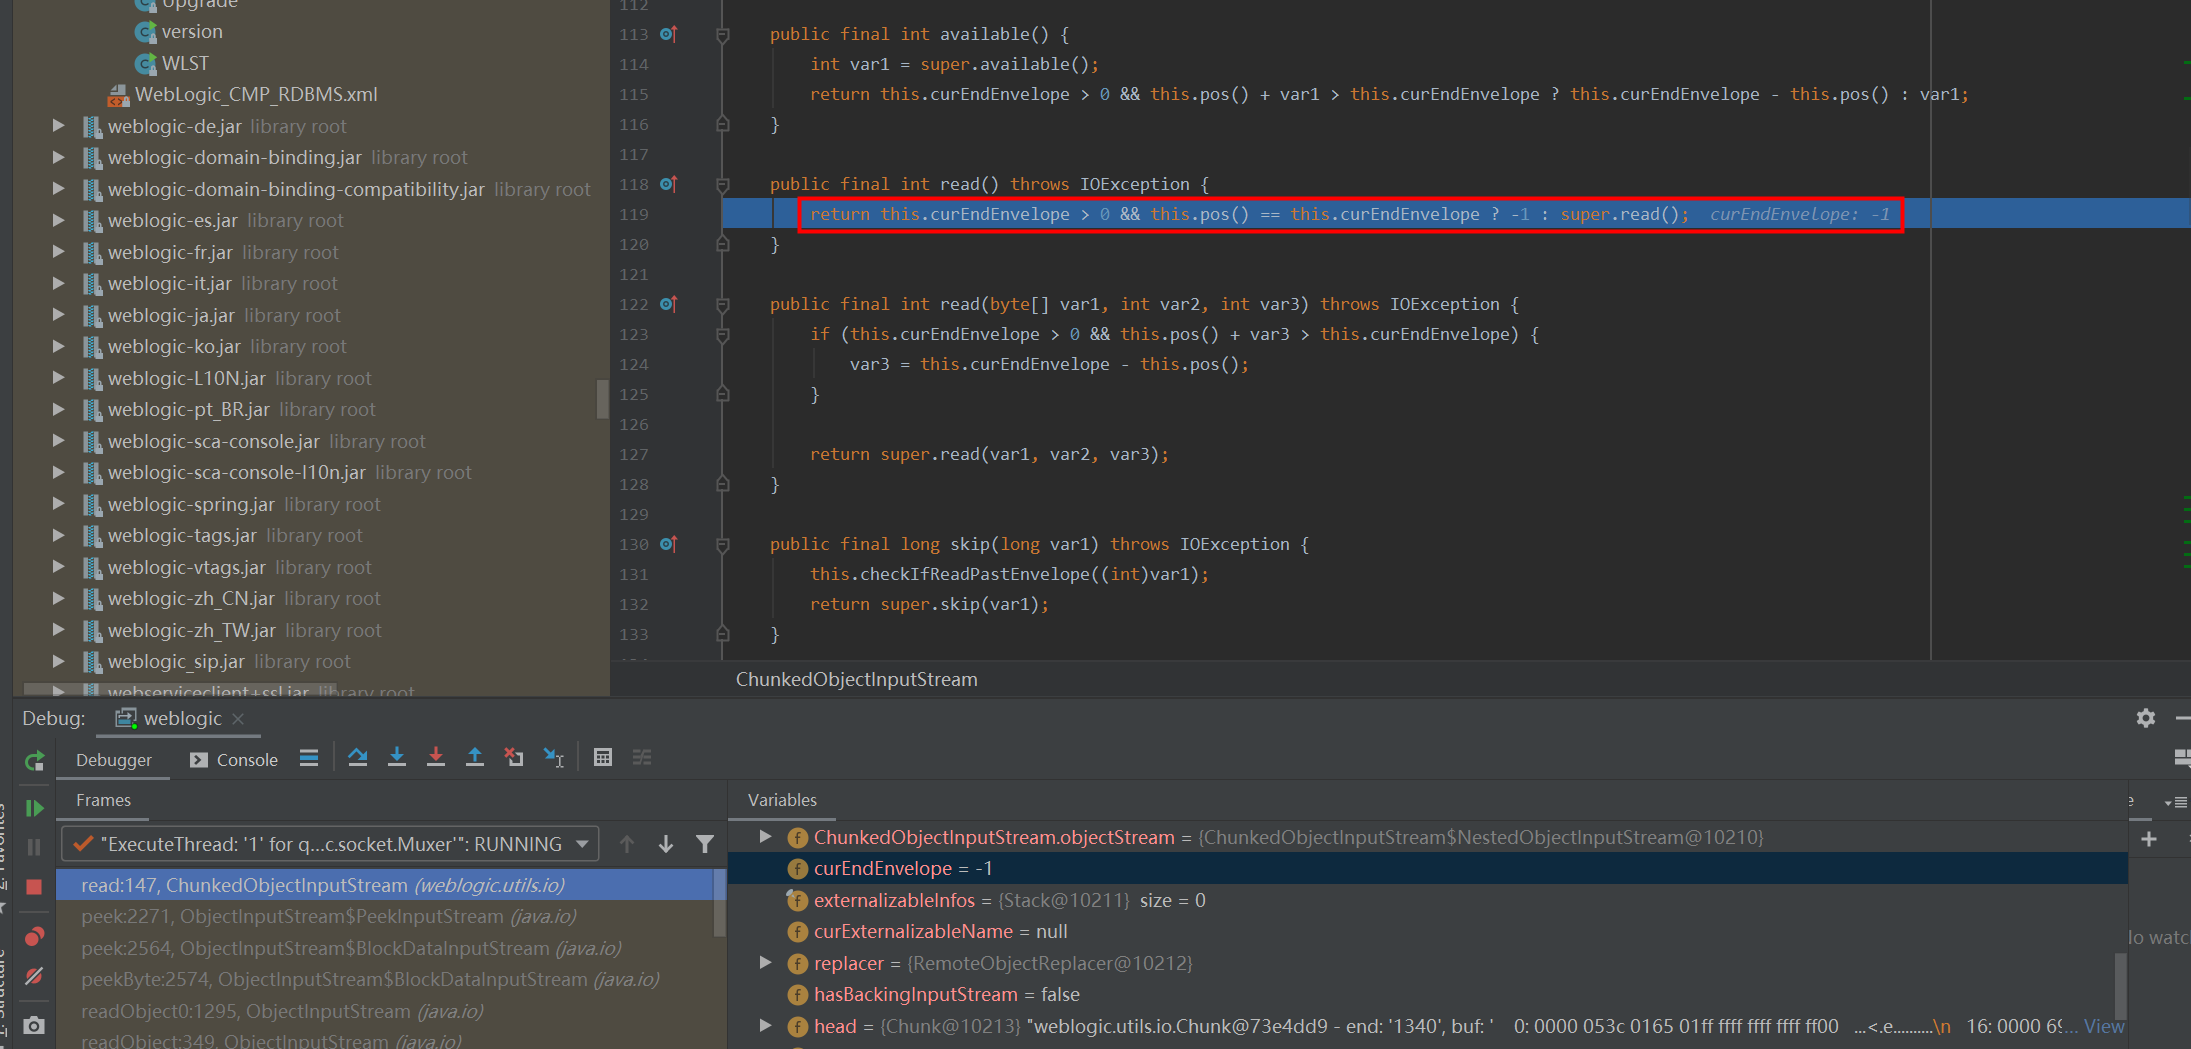 upgrade
version
WLST
WebLogic_CMP_RDBMS.xml
weblogic-de.jar library root
weblogic-domain-binding.jar library root
weblogic-domain-binding-compatibility.jar library root
weblogic-es.jar library root
weblogic-fr.jar library root
weblogic-it.jar library root
weblogic-ja.jar library root
weblogic-ko.jar library root
weblogic-L10N.jar library root
weblogic-pt_BR.jar library root
weblogic-sca-console.jar library root
weblogic-sca-console-l10n.jar library root
weblogic-spring.jar library root
weblogic-tags.jar library root
weblogic-vtags.jar library root
weblogic-zh_CN.jar library root
weblogic-zh_TW.jar library root
weblogic_sip.jar library root
webserviceclient+ssl.jar library root
112
113 public final int available() {
114 int var1 = super.available();
115 return this.curEndEnvelope > 0 && this.pos() + var1 > this.curEndEnvelope ? this.curEndEnvelope - this.pos() : var1;
116 }
117
118 public final int read() throws IOException {
119 return this.curEndEnvelope > 0 && this.pos() == this.curEndEnvelope ? -1 : super.read(); curEndEnvelope: -1
120 }
121
122 public final int read(byte[] var1, int var2, int var3) throws IOException {
123 if (this.curEndEnvelope > 0 && this.pos() + var3 > this.curEndEnvelope) {
124 var3 = this.curEndEnvelope - this.pos();
125 }
126
127 return super.read(var1, var2, var3);
128 }
129
130 public final long skip(long var1) throws IOException {
131 this.checkIfReadPastEnvelope((int)var1);
132 return super.skip(var1);
133 }
ChunkedObjectInputStream
Debug: weblogic
Debugger Console
Frames
"ExecuteThread: '1' for q...c.socket.Muxer'": RUNNING
read:147, ChunkedObjectInputStream (weblogic.utils.io)
peek:2271, ObjectInputStream$PeekInputStream (java.io)
peek:2564, ObjectInputStream$BlockDataInputStream (java.io)
peekByte:2574, ObjectInputStream$BlockDataInputStream (java.io)
readObject0:1295, ObjectInputStream (java.io)
readObject:349, ObjectInputStream (java.io)
Variables
ChunkedObjectInputStream.objectStream = {ChunkedObjectInputStream$NestedObjectInputStream@10210}
curEndEnvelope = -1
externalizableInfos = {Stack@10211} size = 0
curExternalizableName = null
replacer = {RemoteObjectReplacer@10212}
hasBackingInputStream = false
head = {Chunk@10213} "weblogic.utils.io.Chunk@73e4dd9 - end: '1340', buf: ' 0: 0000 053c 0165 01ff ffff ffff ffff ff00 ...<.e..........\n 16: 0000 69... View